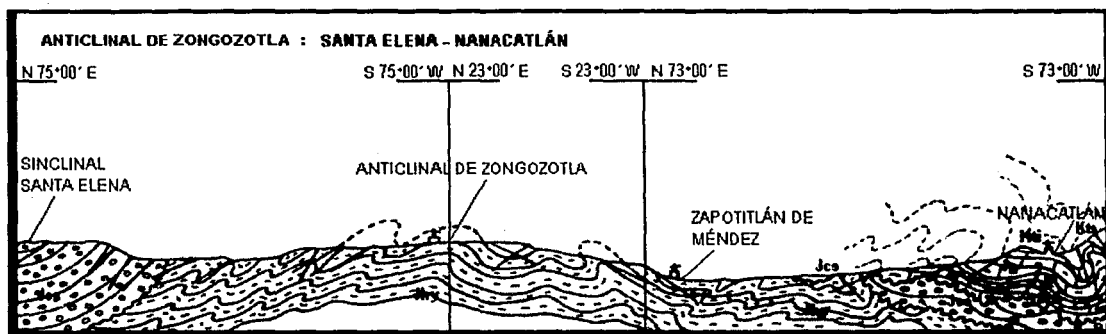 ANTICLINAL DE ZONGOZOTLA : SANTA ELENA - NANACATLÁN
N 75°00' E S 75°00' W N 23°00' E S 23°00' W N 73°00' E S 73°00' W
SINCLINAL
SANTA ELENA
ANTICLINAL DE ZONGOZOTLA
ZAPOTITLÁN DE
MÉNDEZ
NANACATLÁN